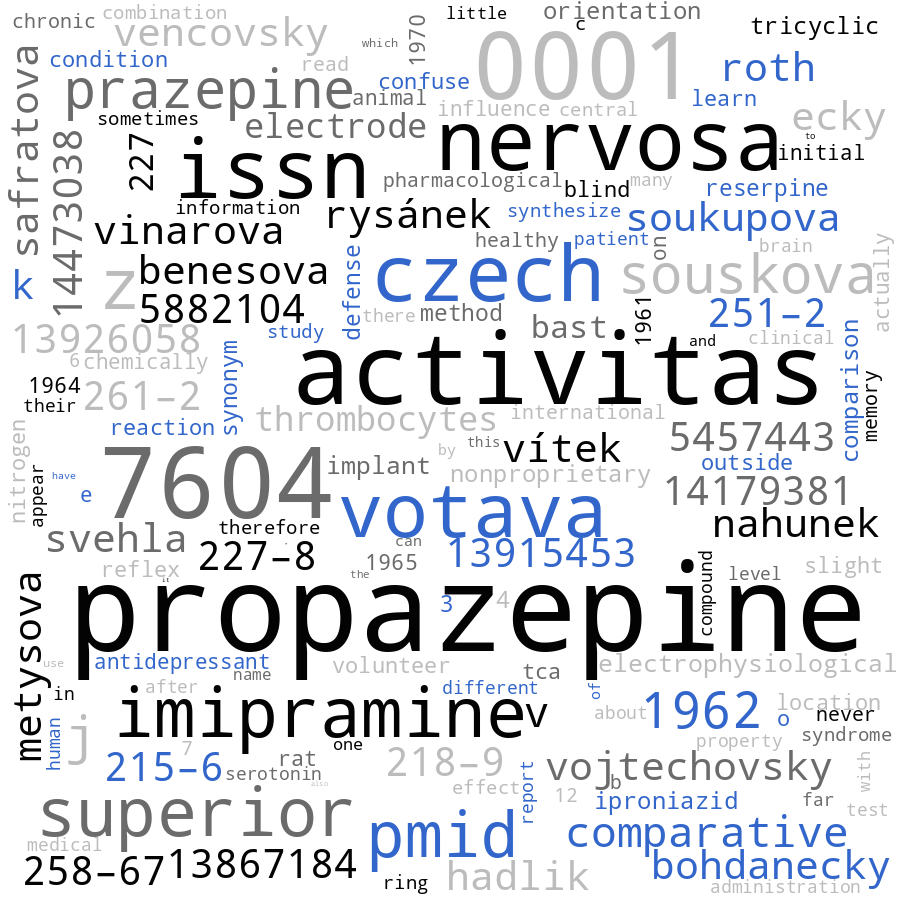 chronic
combination
vencovsky
little
orientation
c
tricyclic
condition
which
1970
0001
read
prazepine
confuse
roth
safratova
animal
learn
sometimes
electrode
influence
central
nervosa
ecky
to
initial
14473038
227
issn
pharmacological
blind
many
reserpine
information
rysánek
synthesize
soukupova
vinarova
healthy
patient
on
brain
actually
k
z
benesova
defense
czech
souskova
5882104
there
method
1961
251-2
13926058
study
bast
and
clinical
6
chemically
synonym
activitas
comparison
memory
1964
their
261-2
thrombocytes
international
reaction
this
vítek
5457443
nitrogen
7604
by
implant
nonproprietary
outside
appear
have
e
votava
14179381
svehla
therefore
227-8
can
1965
13915453
nahunek
reflex
it
the
level
slight
propazepine
3
4
compound
metysova
use
antidepressant
name
volunteer
tca
electrophysiological
in
after
different
of
imipramine
v
about
1962
location
o
never
human
j
7
one
property
syndrome
215-6
rat
serotonin
218-9
vojtechovsky
b
with
also
effect
report
12
iproniazid
far
test
superior
medical
pmid
comparative
258-67
13867184
ring
hadlik
bohdanecky
administration